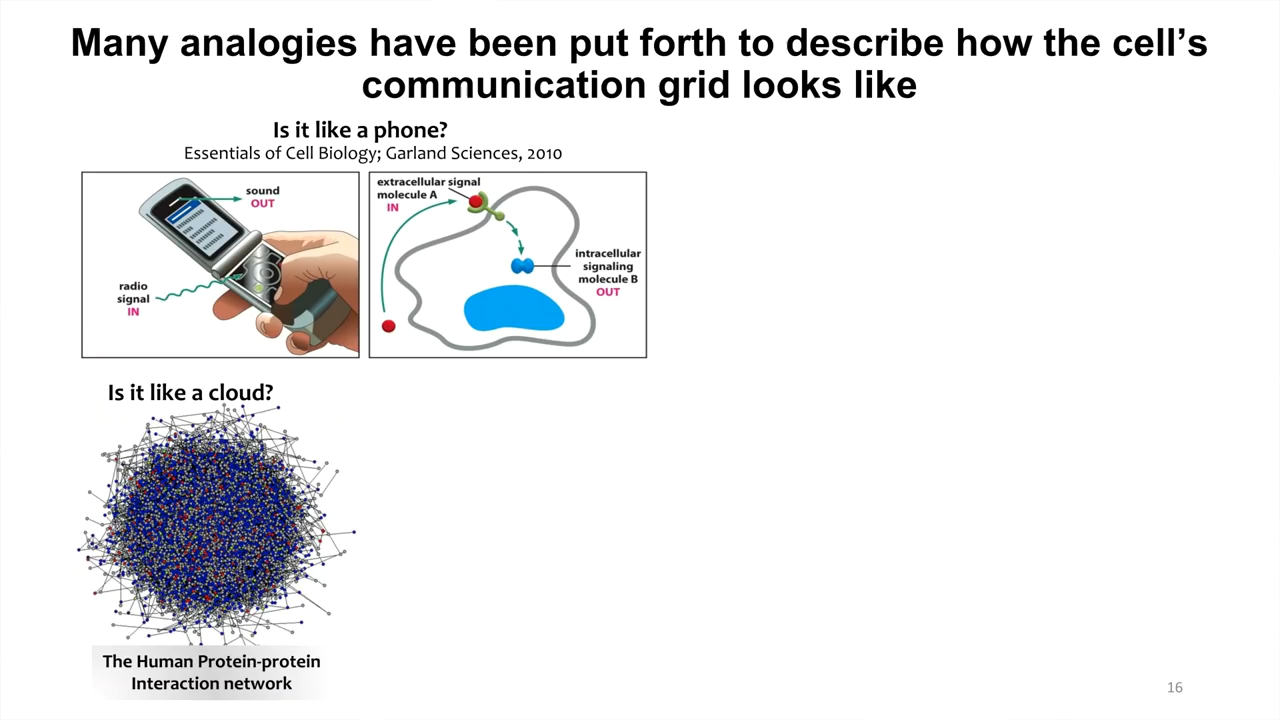 Many analogies have been put forth to describe how the cell’s
communication grid looks like
Is it like a phone?
Essentials of Cell Biology; Garland Sciences, 2010
sound
OUT
radio
signal
IN
extracellular signal
molecule A
IN
intracellular
signaling
molecule B
OUT
Is it like a cloud?
The Human Protein-protein
Interaction network
16